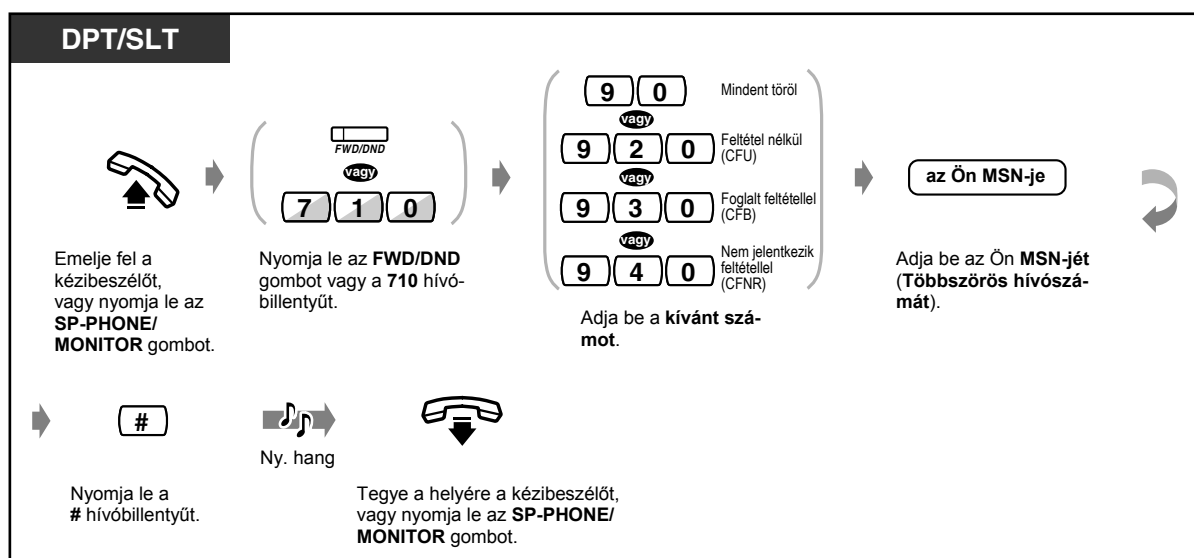 DPT/SLT
FWD/DND
vagy
7 1 0
9 0 Mindent töröl
vagy
9 2 0 Feltétel nélkül
(CFU)
vagy
9 3 0 Foglalt feltétellel
(CFB)
vagy
9 4 0 Nem jelentkezik
feltétellel
(CFNR)
az Ön MSN-je
Emelje fel a
kézibeszélőt,
vagy nyomja le az
SP-PHONE/
MONITOR gombot.
Nyomja le az FWD/DND
gombot vagy a 710 hívó-
billentyűt.
Adja be a kívánt szá-
mot.
Adja be az Ön MSN-jét
(Többszörös hívószá-
mát).
#
Ny. hang
Nyomja le a
# hívóbillentyűt.
Tegye a helyére a kézibeszélőt,
vagy nyomja le az SP-PHONE/
MONITOR gombot.